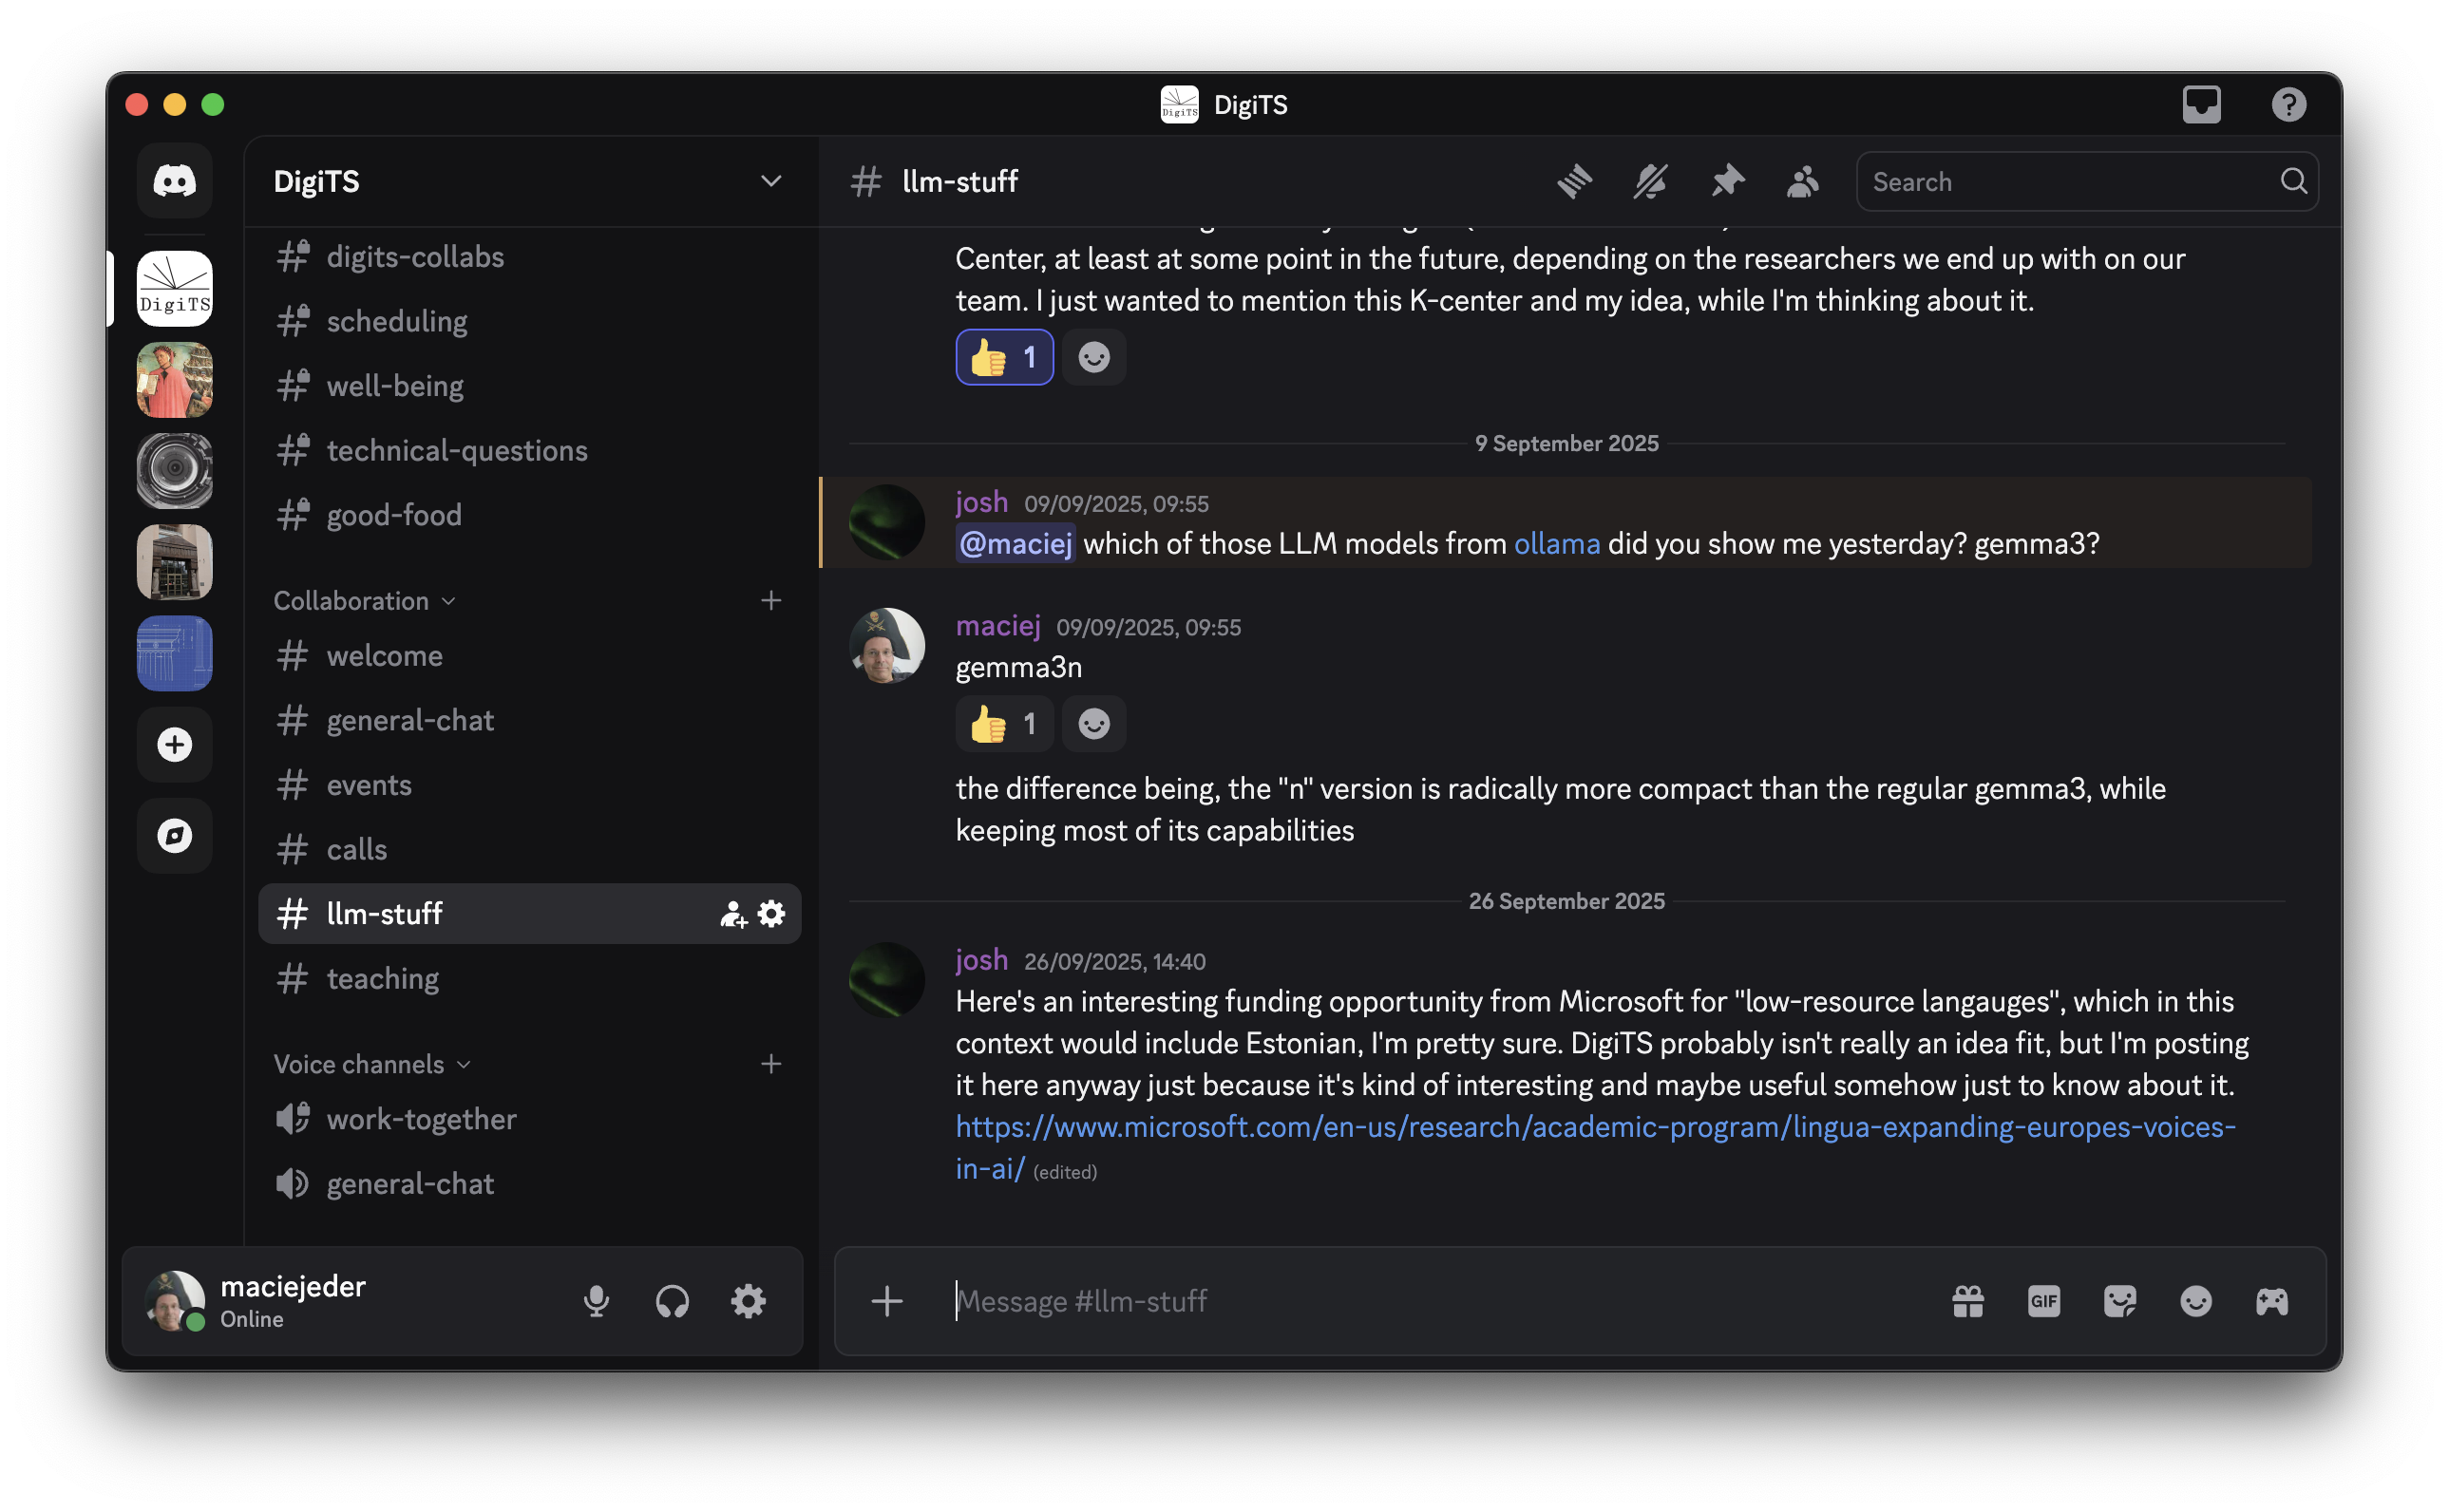 DigiTS
DigiTS
DigiTS
DigiTS
digits-collabs
scheduling
well-being
technical-questions
good-food
Collaboration
welcome
general-chat
events
calls
llm-stuff
teaching
Voice channels
work-together
general-chat
maciejeder
Online
llm-stuff
Search
Center, at least at some point in the future, depending on the researchers we end up with on our
team. I just wanted to mention this K-center and my idea, while I'm thinking about it.
1
9 September 2025
josh 09/09/2025, 09:55
@maciej which of those LLM models from ollama did you show me yesterday? gemma3?
maciej 09/09/2025, 09:55
gemma3n
1
the difference being, the "n" version is radically more compact than the regular gemma3, while
keeping most of its capabilities
26 September 2025
josh 26/09/2025, 14:40
Here's an interesting funding opportunity from Microsoft for "low-resource langauges", which in this
context would include Estonian, I'm pretty sure. DigiTS probably isn't really an idea fit, but I'm posting
it here anyway just because it's kind of interesting and maybe useful somehow just to know about it.
https://www.microsoft.com/en-us/research/academic-program/lingua-expanding-europes-voices-
in-ai/ (edited)
Message #llm-stuff
GIF